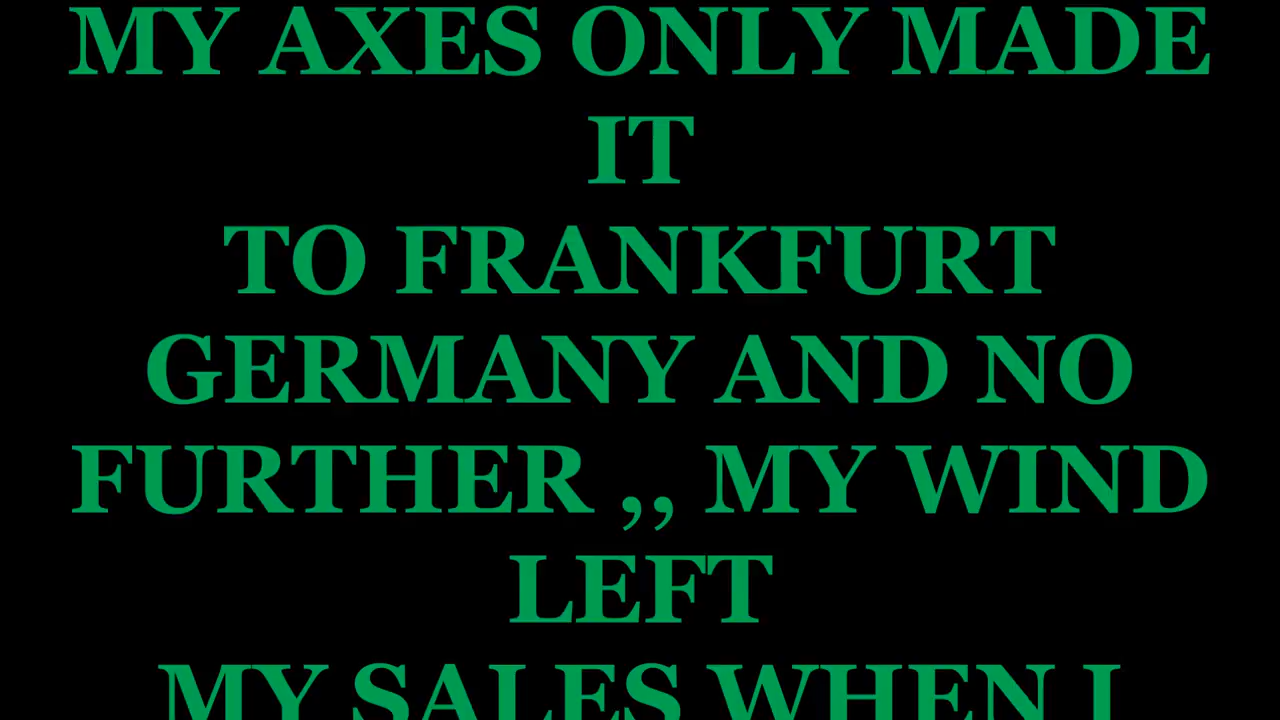 MY AXES ONLY MADE
IT
TO FRANKFURT
GERMANY AND NO
FURTHER ,, MY WIND
LEFT
MY SALES WHEN I